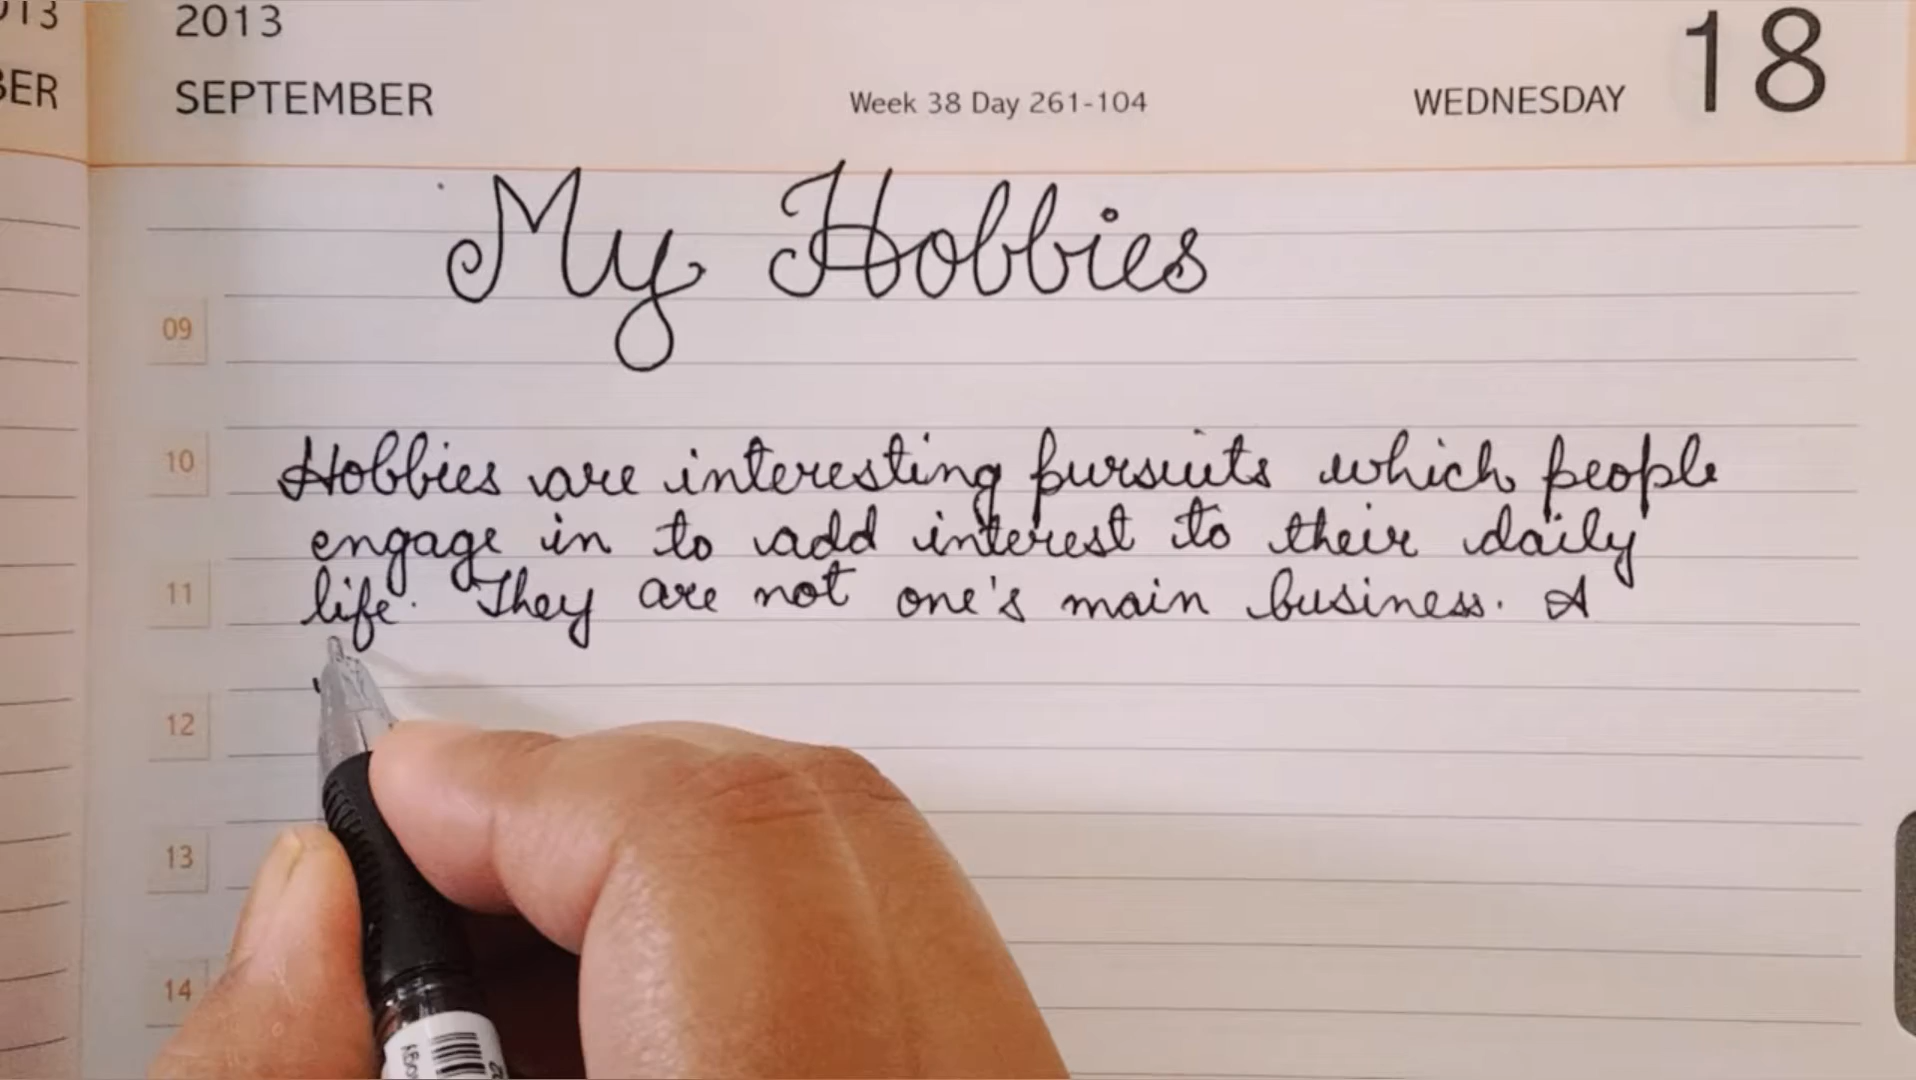 013
2013
BER
SEPTEMBER
Week 38 Day 261-104
WEDNESDAY
18
My Hobbies
09
10
Hobbies are interesting pursuits which people
engage in to add interest to their daily
11
life. They are not one's main business. A
12
13
14